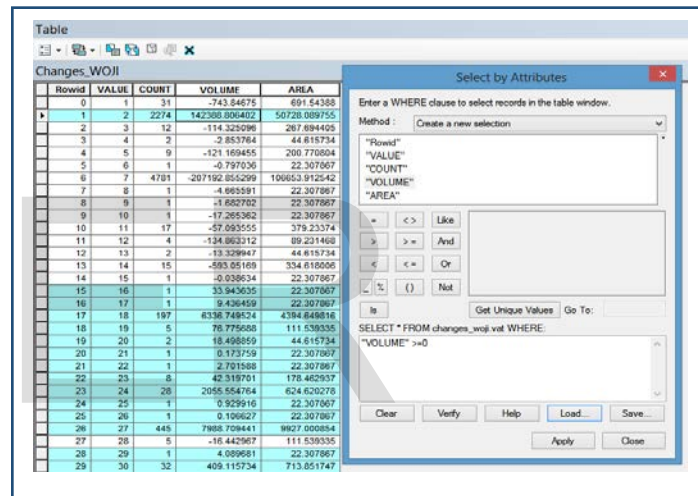 Table
Changes_WOJI
Rowid VALUE COUNT VOLUME AREA
0 1 31 -743.84675 691.54388
1 2 2274 142388.806402 50728.089755
2 3 12 -114.325096 267.694405
3 4 2 -2.853764 44.615734
4 5 9 -121.169455 200.770804
5 6 1 -0.797036 22.307867
6 7 4781 -207192.855299 106653.912542
7 8 1 -4.665591 22.307867
8 9 1 -1.682702 22.307867
9 10 1 -17.265362 22.307867
10 11 17 -57.093555 379.23374
11 12 4 -134.863312 89.231468
12 13 2 -13.329947 44.615734
13 14 15 -593.05169 334.618006
14 15 1 -0.038634 22.307867
15 16 1 33.943635 22.307867
16 17 1 9.436459 22.307867
17 18 197 6336.749524 4394.649816
18 19 5 76.775688 111.539335
19 20 2 18.498859 44.615734
20 21 1 0.173759 22.307867
21 22 1 2.701588 22.307867
22 23 8 42.319701 178.462937
23 24 28 2055.554764 624.620278
24 25 1 0.929916 22.307867
25 26 1 0.106627 22.307867
26 27 445 7988.709441 9927.000854
27 28 5 -16.442967 111.539335
28 29 1 4.089681 22.307867
29 30 32 409.115734 713.851747
Select by Attributes
Enter a WHERE clause to select records in the table window.
Method : Create a new selection
"Rowid"
"VALUE"
"COUNT"
"VOLUME"
"AREA"
= < > Like
> > = And
< < = Or
_ % () Not
Is Get Unique Values Go To:
SELECT * FROM changes_woji.vat WHERE:
"VOLUME" >=0
Clear Verify Help Load... Save...
Apply Close